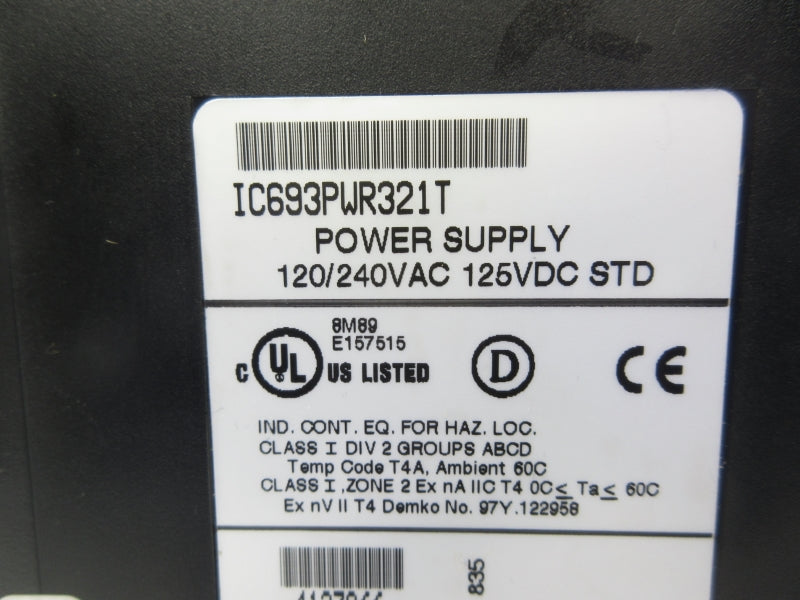 IC693PWR321T
POWER SUPPLY
120/240VAC 125VDC STD
8M89
E157515
C UL US LISTED
D
CE
IND. CONT. EQ. FOR HAZ. LOC.
CLASS I DIV 2 GROUPS ABCD
Temp Code T4A, Ambient 60C
CLASS I ,ZONE 2 Ex nA IIC T4 0C≤ Ta≤ 60C
Ex nV II T4 Demko No. 97Y.122958
835